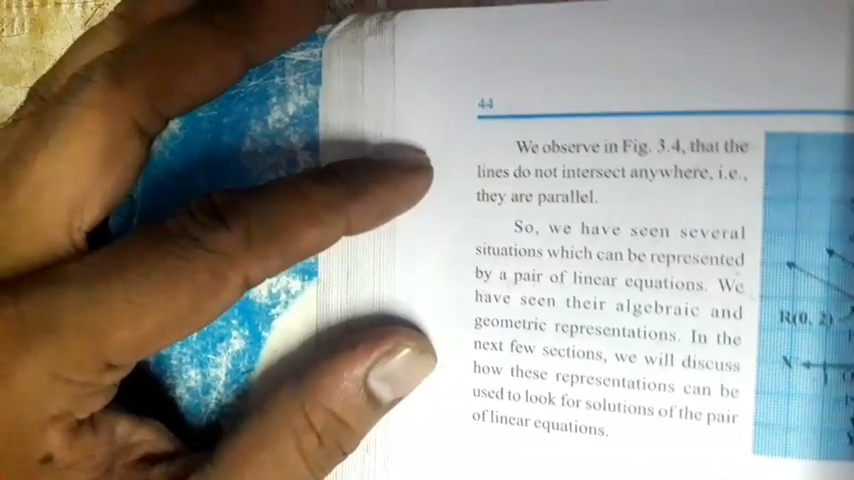 44
We observe in Fig. 3.4, that the
lines do not intersect anywhere, i.e.,
they are parallel.
So, we have seen several
situations which can be represented
by a pair of linear equations. We
have seen their algebraic and
geometric representations. In the
next few sections, we will discuss
how these representations can be
used to look for solutions of the pair
of linear equations.
R(0, 2)
X